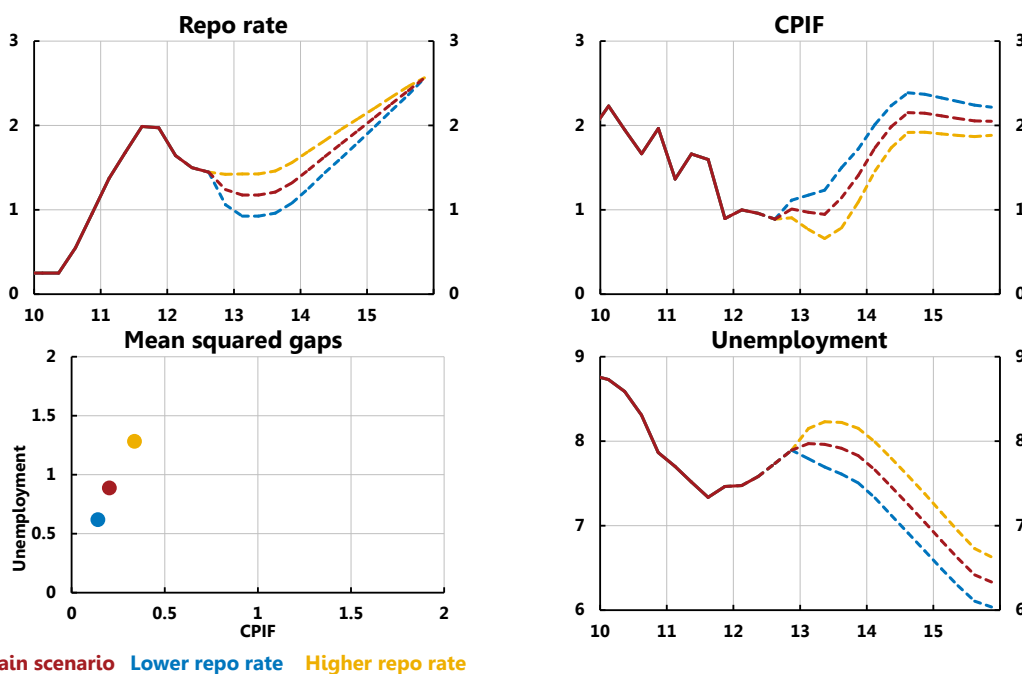 Repo rate
3 3
2 2
1 1
0 0
10 11 12 13 14 15
CPIF
3 3
2 2
1 1
0 0
10 11 12 13 14 15
Mean squared gaps
2
1.5
1
0.5
0
0 0.5 1 1.5 2
Unemployment
CPIF
Unemployment
9 9
8 8
7 7
6 6
10 11 12 13 14 15
ain scenario Lower repo rate Higher repo rate